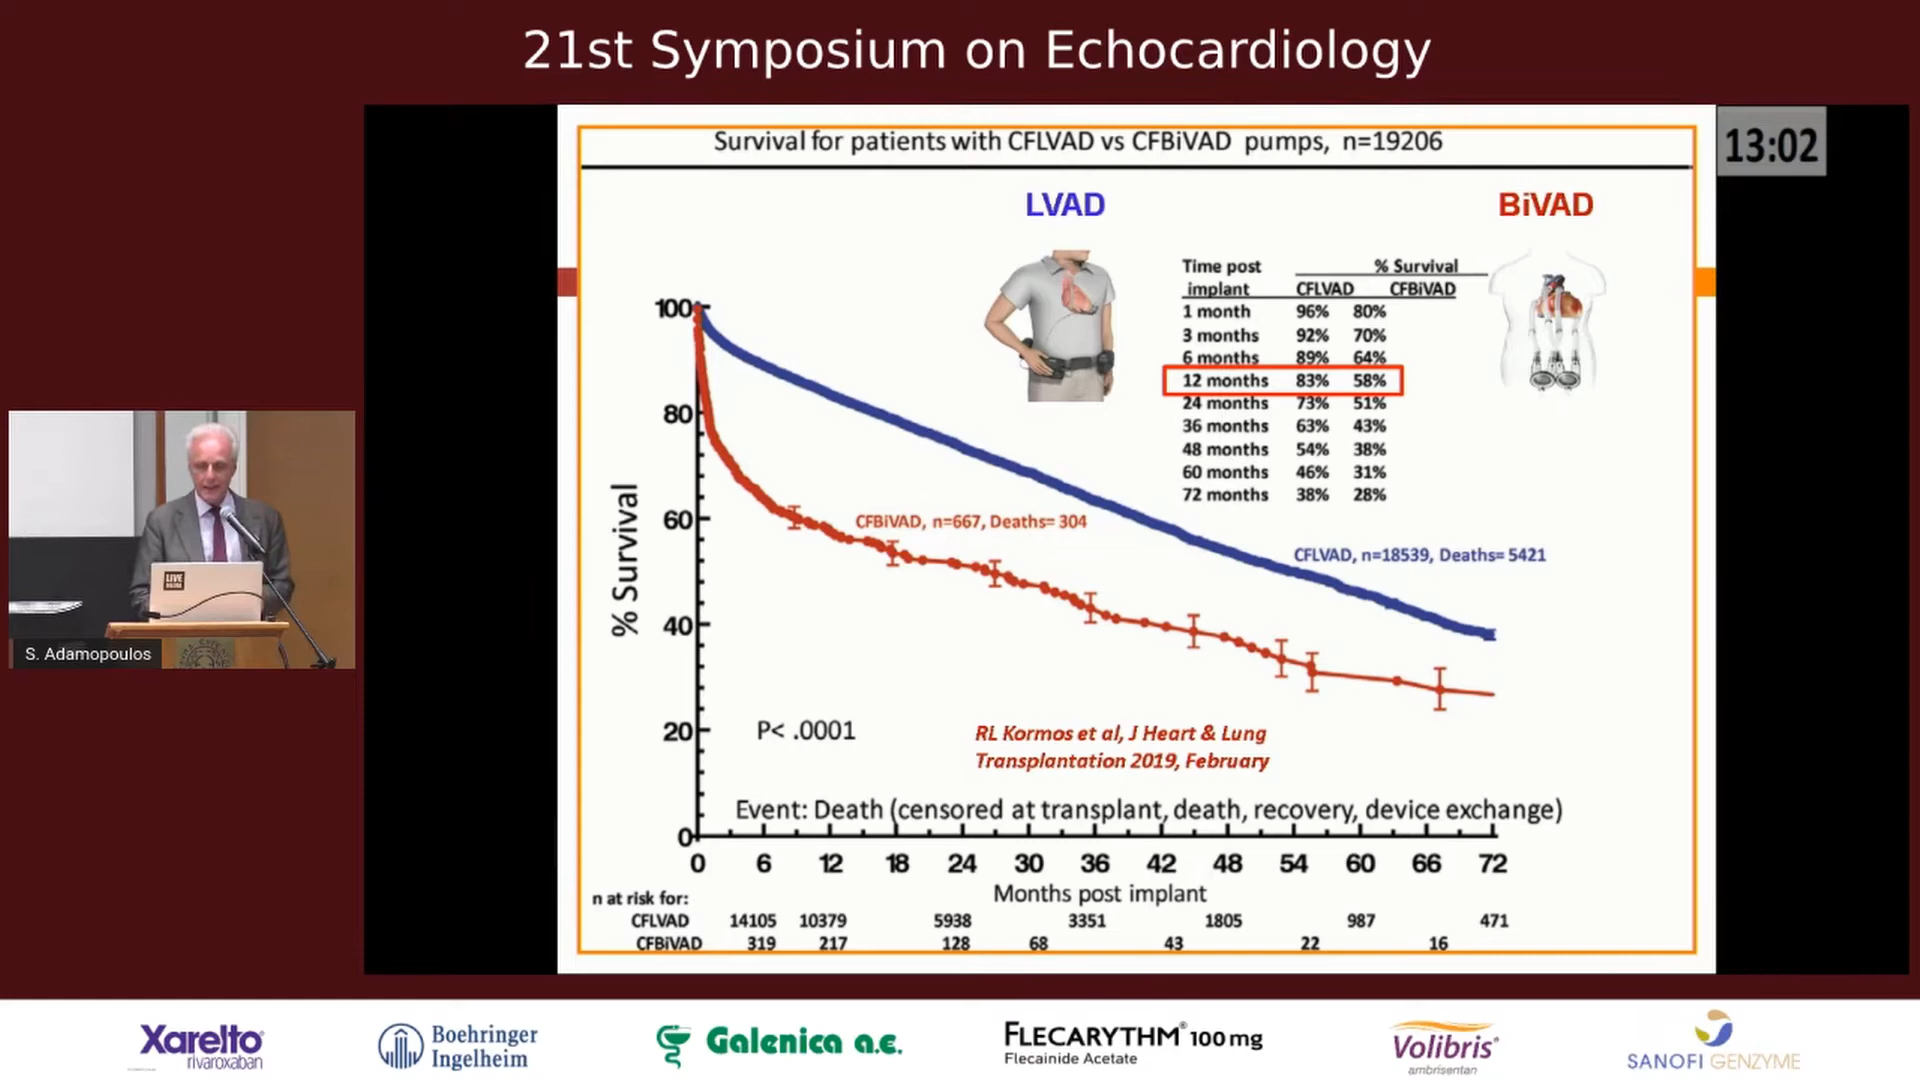 21st Symposium on Echocardiology
Survival for patients with CFLVAD vs CFBiVAD pumps, n=19206
13:02
LVAD
BiVAD
Time post % Survival
implant CFLVAD CFBiVAD
1 month 96% 80%
3 months 92% 70%
6 months 89% 64%
12 months 83% 58%
24 months 73% 51%
36 months 63% 43%
48 months 54% 38%
60 months 46% 31%
72 months 38% 28%
100
80
60
40
20
0
% Survival
CFBiVAD, n=667, Deaths= 304
CFLVAD, n=18539, Deaths= 5421
P< .0001
RL Kormos et al, J Heart & Lung
Transplantation 2019, February
Event: Death (censored at transplant, death, recovery, device exchange)
0 6 12 18 24 30 36 42 48 54 60 66 72
Months post implant
n at risk for:
CFLVAD 14105 10379 5938 3351 1805 987 471
CFBiVAD 319 217 128 68 43 22 16
LIVE
S. Adamopoulos
Xarelto®
rivaroxaban
Boehringer
Ingelheim
Galenica a.e.
FLECARYTHM® 100 mg
Flecainide Acetate
Volibris®
ambrisentan
SANOFI GENZYME